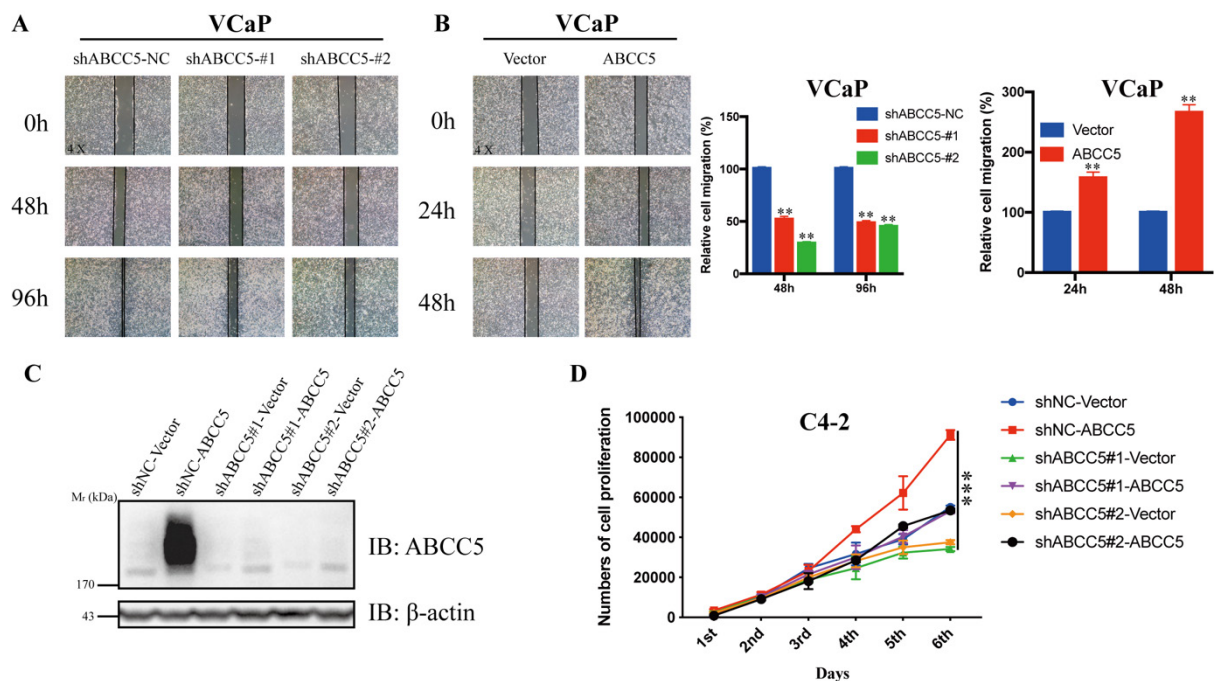 A
VCaP
shABCC5-NC shABCC5-#1 shABCC5-#2
0h
4 X
48h
96h
B
VCaP
Vector ABCC5
0h
4 X
24h
48h
VCaP
Relative cell migration (%)
150
100
50
0
shABCC5-NC
shABCC5-#1
shABCC5-#2
** ** ** **
48h 96h
VCaP
Relative cell migration (%)
300
200
100
0
Vector
ABCC5
** **
24h 48h
C
shNC-Vector
shNC-ABCC5
shABCC5#1-Vector
shABCC5#1-ABCC5
shABCC5#2-Vector
shABCC5#2-ABCC5
Mr (kDa)
IB: ABCC5
170
43
IB: β-actin
D
C4-2
Numbers of cell proliferation
100000
80000
60000
40000
20000
0
1st 2nd 3rd 4th 5th 6th
Days
***
shNC-Vector
shNC-ABCC5
shABCC5#1-Vector
shABCC5#1-ABCC5
shABCC5#2-Vector
shABCC5#2-ABCC5